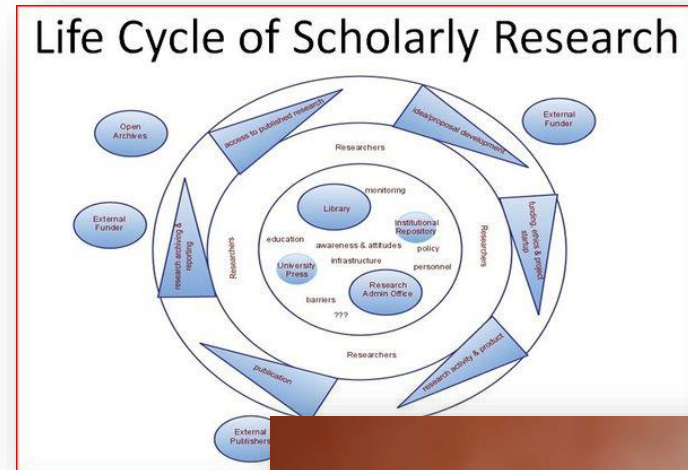 Life Cycle of Scholarly Research
Open
Archives
access to published research
idea/proposal development
External
Funder
Researchers
monitoring
Library
Institutional
Repository
External
Funder
research archiving &
reporting
Researchers
education
awareness & attitudes
policy
infrastructure
University
Press
personnel
Research
Admin Office
barriers
???
Researchers
funding, ethics & project
startup
Researchers
publication
research activity & product
External
Publishers